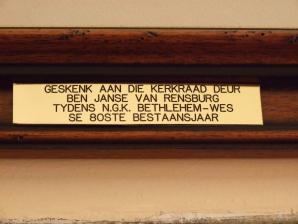 GESKENK AAN DIE KERKRAAD DEUR
BEN JANSE VAN RENSBURG
TYDENS N.G.K. BETHLEHEM-WES
SE 80STE BESTAANSJAAR